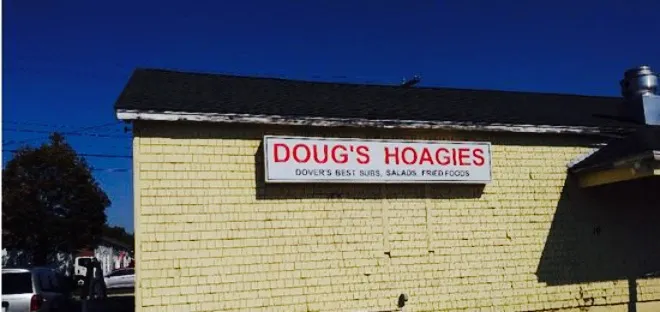 DOUG'S HOAGIES
DOVER'S BEST SUBS, SALADS, FRIED FOODS